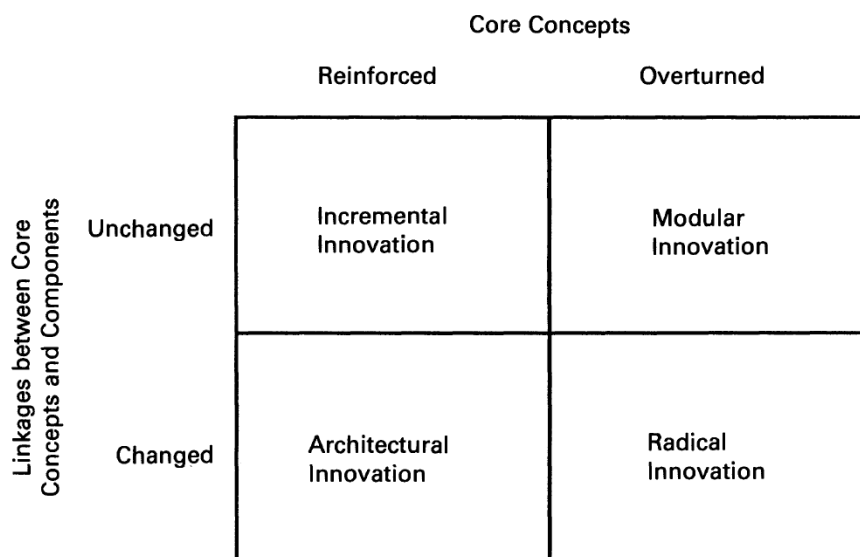 Core Concepts
Reinforced
Overturned
Linkages between Core
Concepts and Components
Unchanged
Incremental
Innovation
Modular
Innovation
Changed
Architectural
Innovation
Radical
Innovation